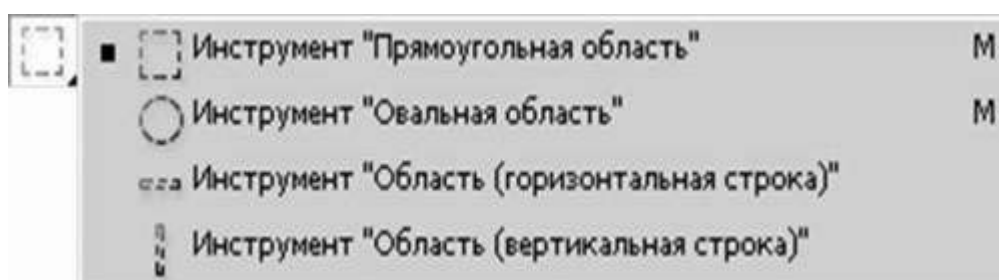 Инструмент "Прямоугольная область" M
Инструмент "Овальная область" M
Инструмент "Область (горизонтальная строка)"
Инструмент "Область (вертикальная строка)"